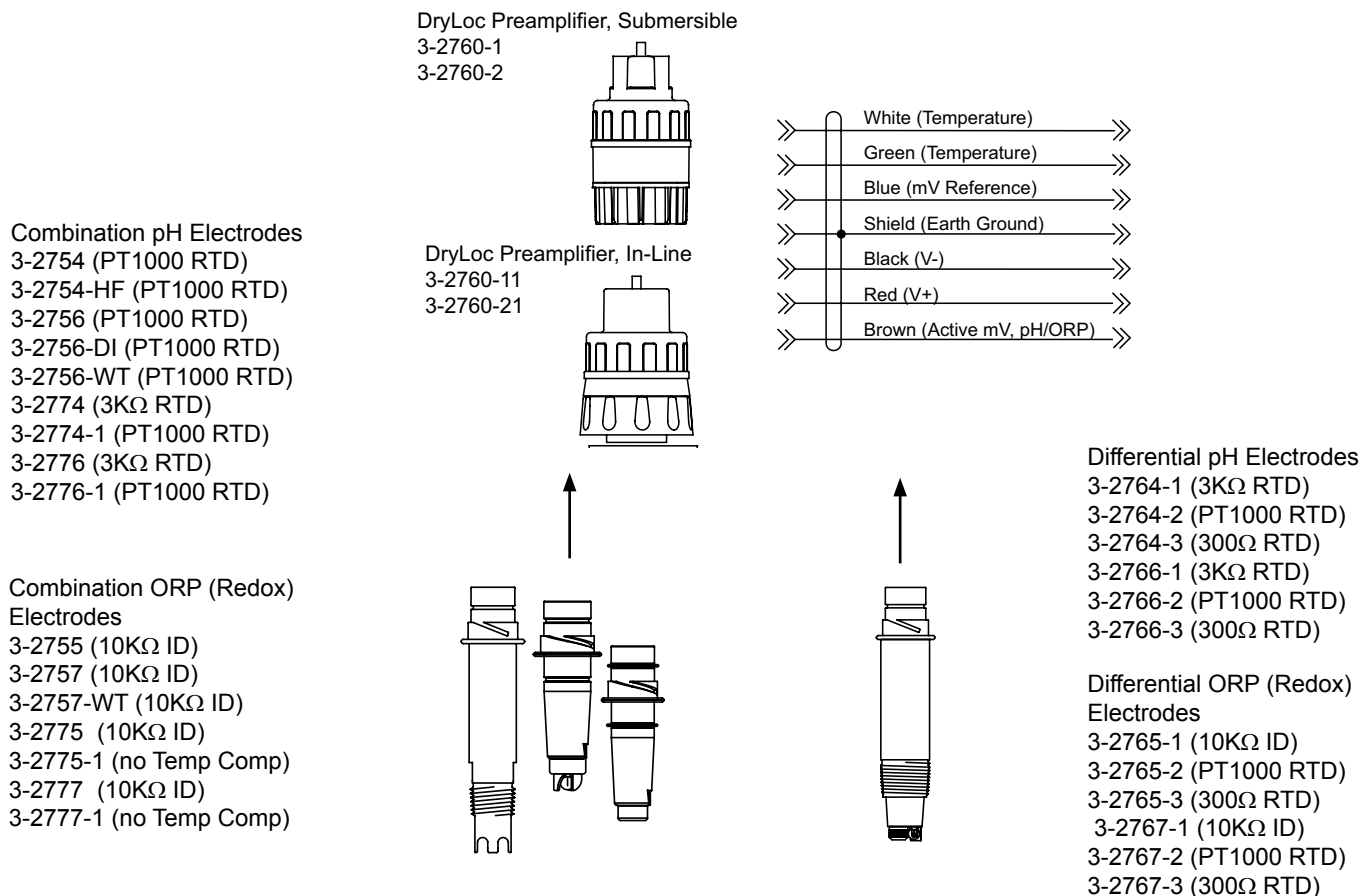 DryLoc Preamplifier, Submersible
3-2760-1
3-2760-2
White (Temperature)
Green (Temperature)
Blue (mV Reference)
Shield (Earth Ground)
Black (V-)
Red (V+)
Brown (Active mV, pH/ORP)
DryLoc Preamplifier, In-Line
3-2760-11
3-2760-21
Combination pH Electrodes
3-2754 (PT1000 RTD)
3-2754-HF (PT1000 RTD)
3-2756 (PT1000 RTD)
3-2756-DI (PT1000 RTD)
3-2756-WT (PT1000 RTD)
3-2774 (3KΩ RTD)
3-2774-1 (PT1000 RTD)
3-2776 (3KΩ RTD)
3-2776-1 (PT1000 RTD)
Combination ORP (Redox)
Electrodes
3-2755 (10KΩ ID)
3-2757 (10KΩ ID)
3-2757-WT (10KΩ ID)
3-2775  (10KΩ ID)
3-2775-1 (no Temp Comp)
3-2777  (10KΩ ID)
3-2777-1 (no Temp Comp)
Differential pH Electrodes
3-2764-1 (3KΩ RTD)
3-2764-2 (PT1000 RTD)
3-2764-3 (300Ω RTD)
3-2766-1 (3KΩ RTD)
3-2766-2 (PT1000 RTD)
3-2766-3 (300Ω RTD)
Differential ORP (Redox)
Electrodes
3-2765-1 (10KΩ ID)
3-2765-2 (PT1000 RTD)
3-2765-3 (300Ω RTD)
3-2767-1 (10KΩ ID)
3-2767-2 (PT1000 RTD)
3-2767-3 (300Ω RTD)